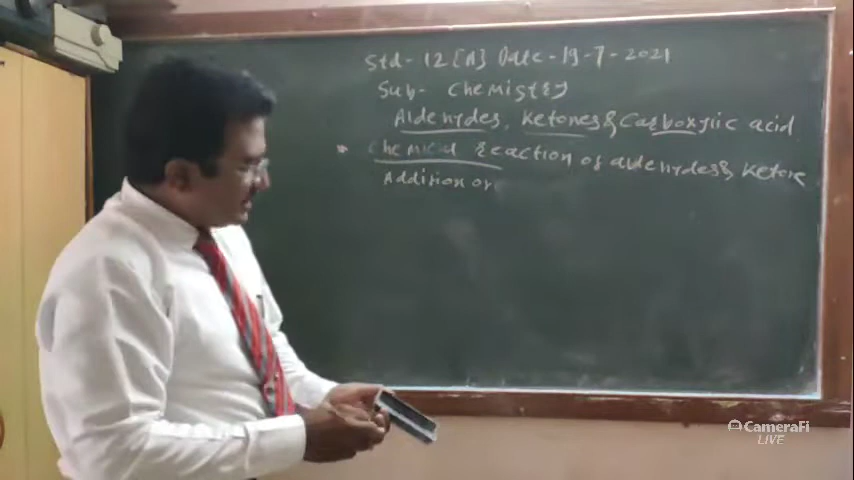 Std- 12 [A] Date-19-7-2021
Sub- Chemistry
Aldehydes, Ketones & Carboxylic acid
* Chemical reaction of aldehydes & Ketone
Addition of
CameraFi
LIVE